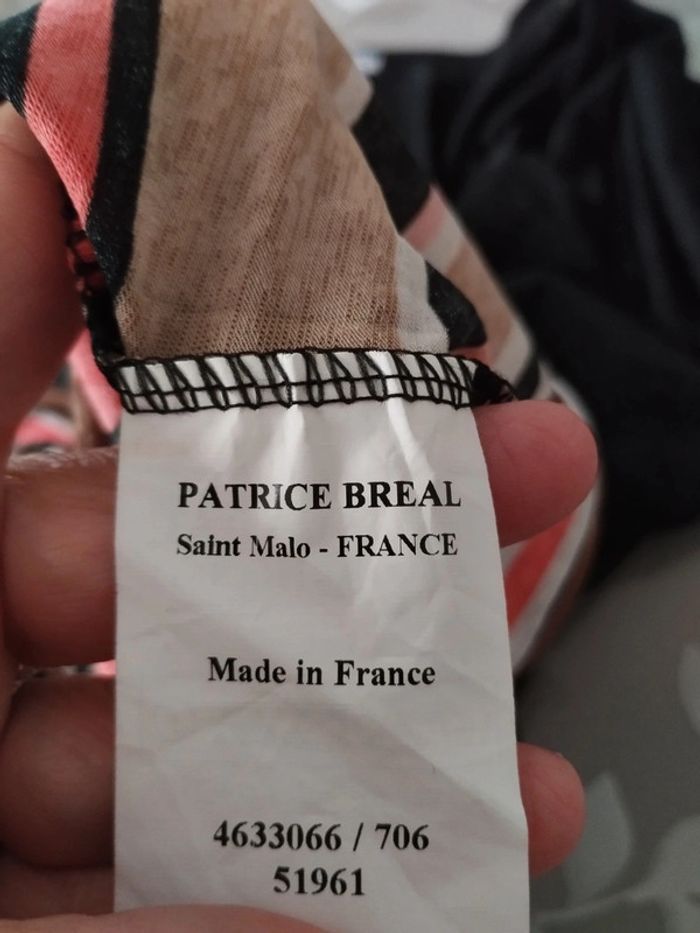 PATRICE BREAL
Saint Malo - FRANCE
Made in France
4633066 / 706
51961